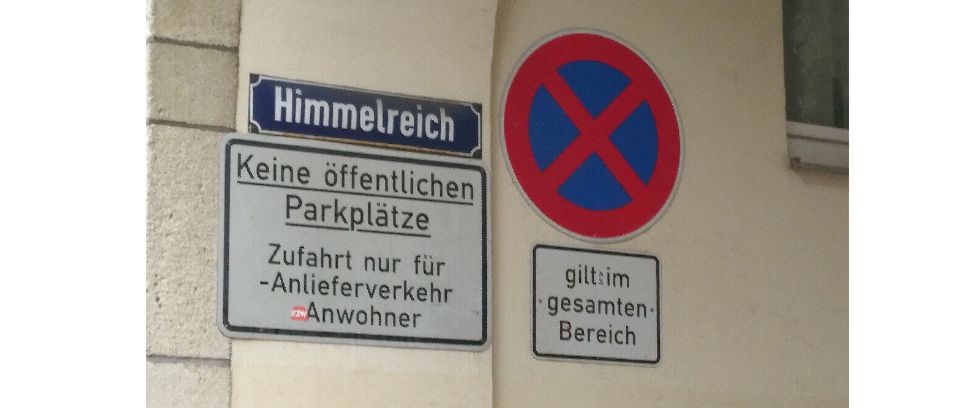 Himmelreich
Keine öffentlichen
Parkplätze
Zufahrt nur für
-Anlieferverkehr
Anwohner
gilt im
gesamten
Bereich